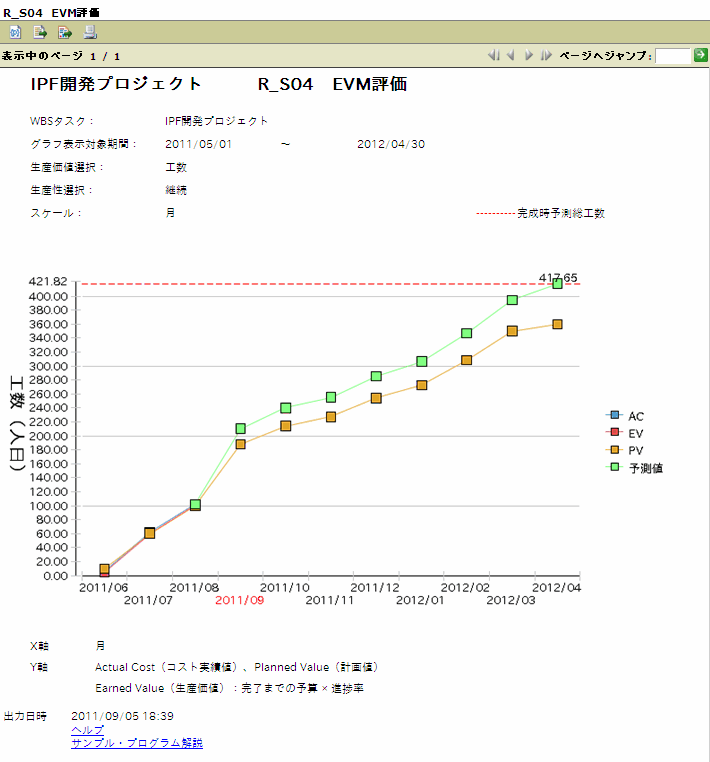 R_S04 EVM評価
表示中のページ 1 / 1
ページへジャンプ:
IPF開発プロジェクト R_S04 EVM評価
WBSタスク： IPF開発プロジェクト
グラフ表示対象期間： 2011/05/01 ～ 2012/04/30
生産価値選択： 工数
生産性選択： 継続
スケール： 月
----------完成時予測総工数
417.65
421.82
400.00
380.00
360.00
340.00
320.00
300.00
280.00
260.00
240.00
220.00
200.00
180.00
160.00
140.00
120.00
100.00
80.00
60.00
40.00
20.00
0.00
工数（人日）
AC
EV
PV
予測値
2011/06 2011/08 2011/10 2011/12 2012/02 2012/04
2011/07 2011/09 2011/11 2012/01 2012/03
X軸 月
Y軸 Actual Cost（コスト実績値）、Planned Value（計画値）
Earned Value（生産価値）：完了までの予算 × 進捗率
出力日時 2011/09/05 18:39
ヘルプ
サンプル・プログラム解説